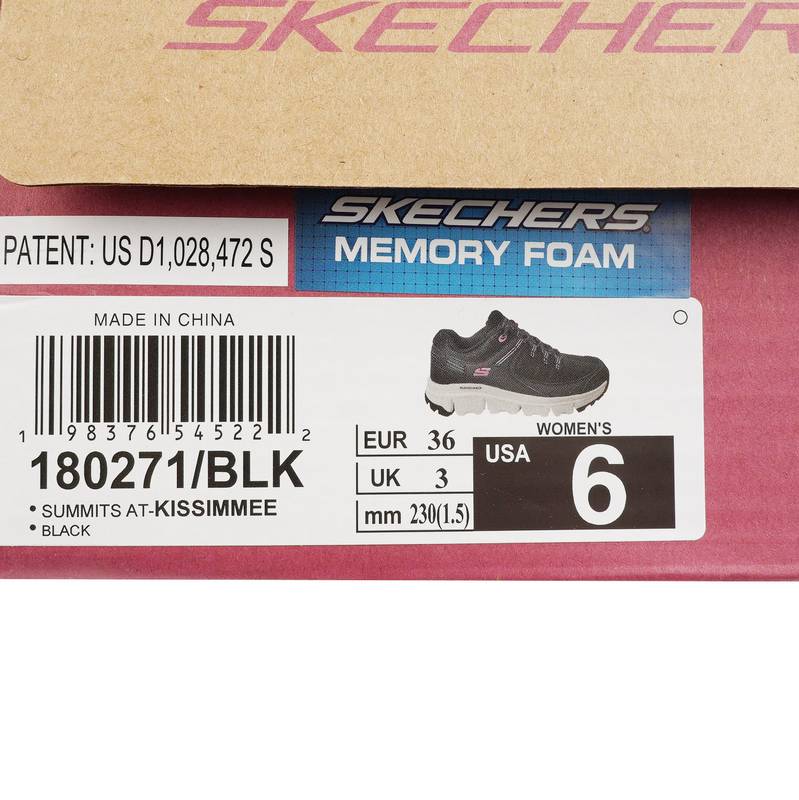 SKECHER
SKECHERS®
MEMORY FOAM
PATENT: US D1,028,472 S
MADE IN CHINA
1 98376 54522 2
180271/BLK
• SUMMITS AT-KISSIMMEE
• BLACK
EUR 36
UK 3
mm 230(1.5)
WOMEN'S
USA 6